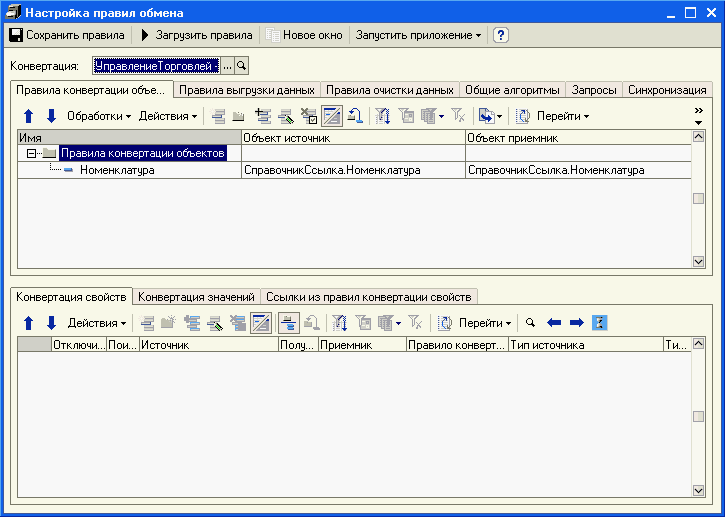 Настройка правил обмена
Сохранить правила Загрузить правила Новое окно Запустить приложение ?
Конвертация: УправлениеТорговлей - ...
Правила конвертации объе... Правила выгрузки данных Правила очистки данных Общие алгоритмы Запросы Синхронизация
Обработки Действия Перейти »
Имя Объект источник Объект приемник
Правила конвертации объектов
Номенклатура СправочникСсылка.Номенклатура СправочникСсылка.Номенклатура
Конвертация свойств Конвертация значений Ссылки из правил конвертации свойств
Действия Перейти
Отключи... Пои... Источник Полу... Приемник Правило конверт... Тип источника Ти...